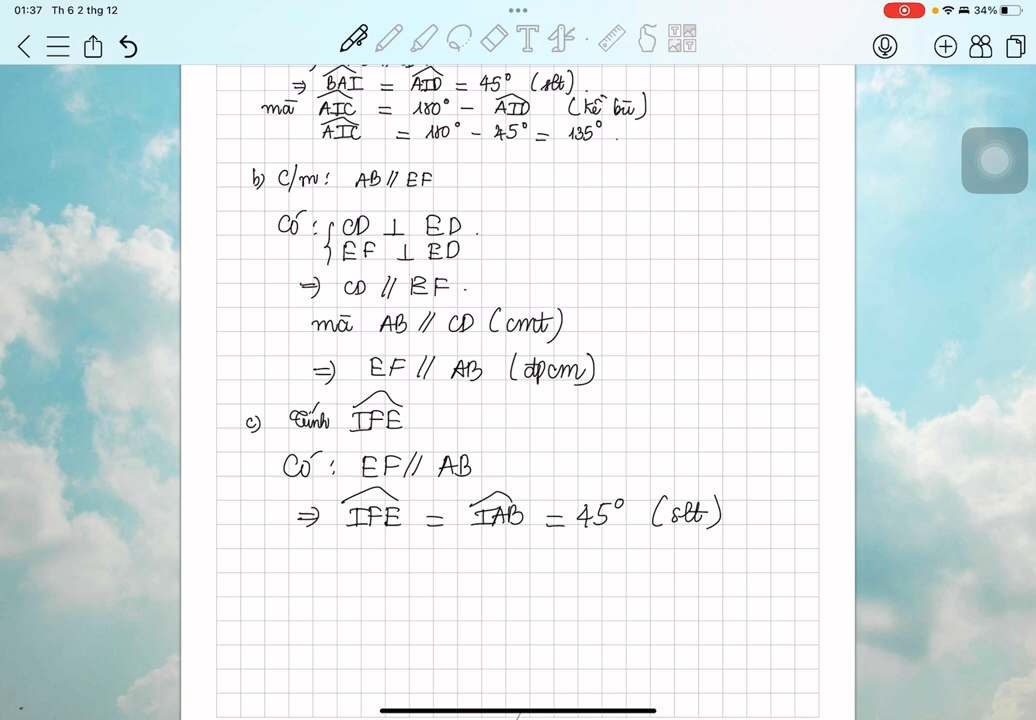 01:37 Th 6 2 thg 12
34%
⇒ BAI = AID = 45° (slt).
mà AIC = 180° − AID (kề bù)
AIC = 180° − 45° = 135°.
b) C/m: AB // EF
Có: { CD ⊥ ED.
EF ⊥ ED
⇒ CD // EF.
mà AB // CD (cmt)
⇒ EF // AB (đpcm)
c) Tính IFE
Có: EF // AB
⇒ IFE = IAB = 45° (slt)